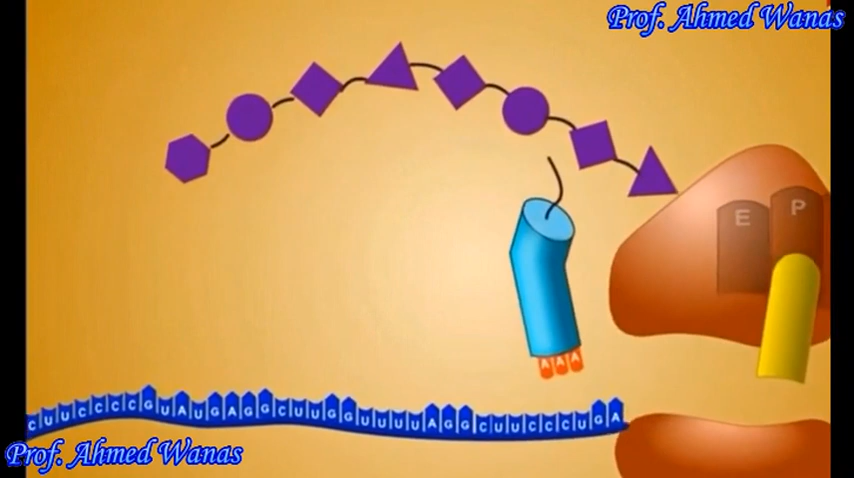 Prof. Ahmed Wanas
E P
AAA
CUUCCCCGUAUGAGGCUUGGUUUUAGGCUUCCCUGA
Prof. Ahmed Wanas